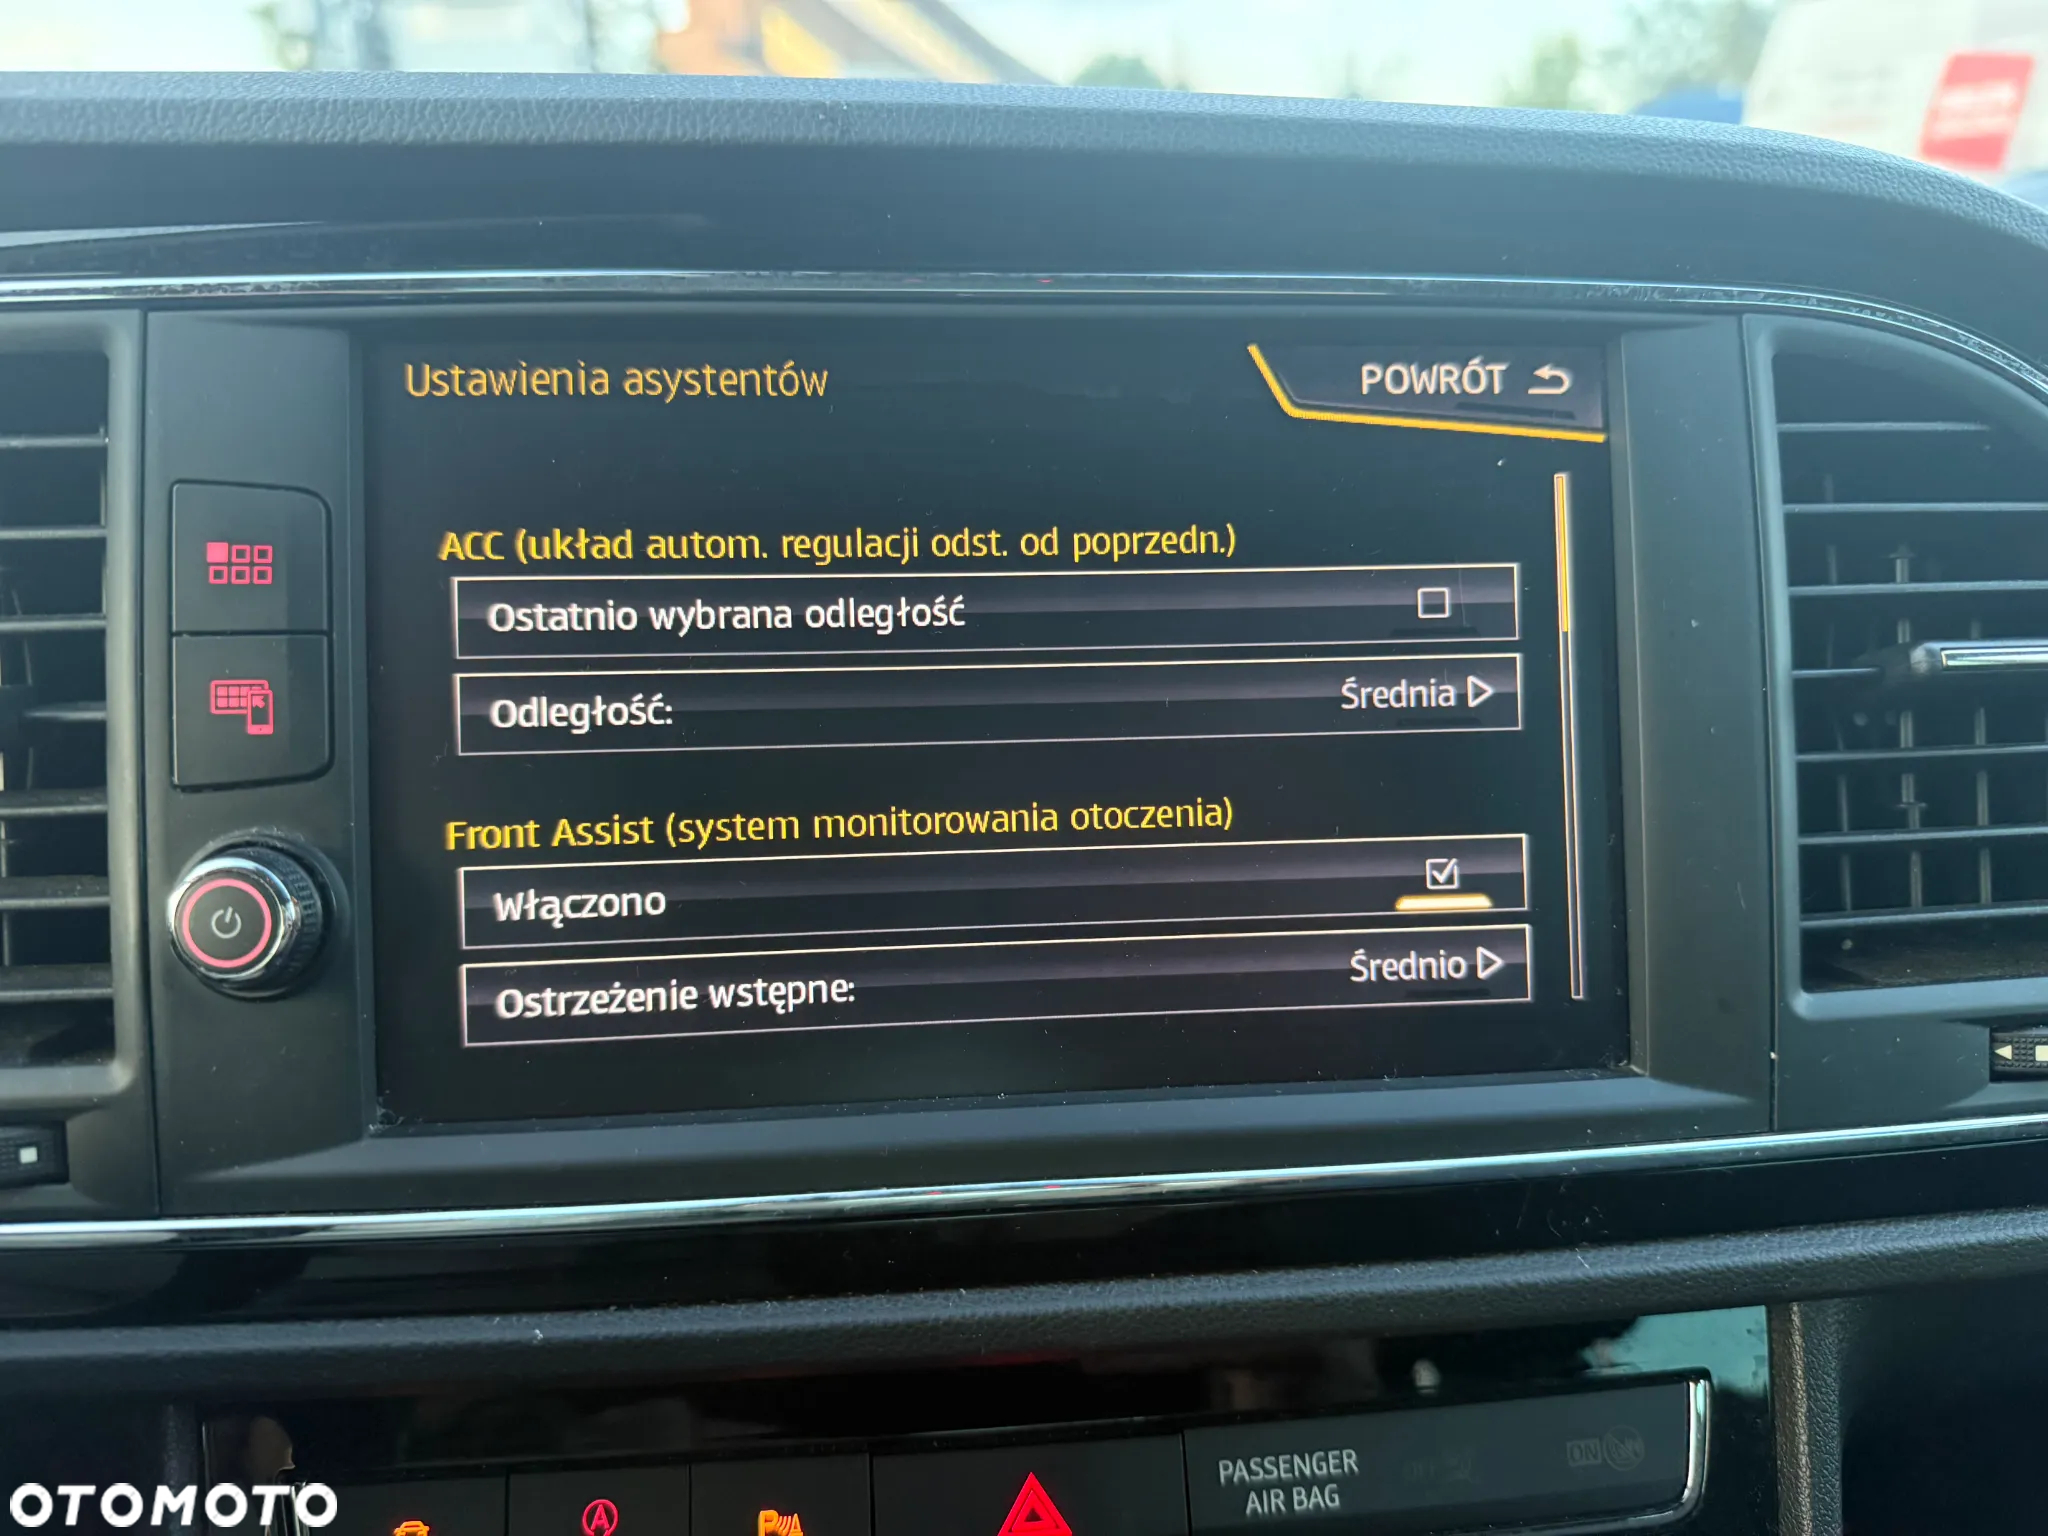 Ustawienia asystentów
POWRÓT
ACC (układ autom. regulacji odst. od poprzedn.)
Ostatnio wybrana odległość
Odległość: Średnia
Front Assist (system monitorowania otoczenia)
Włączono
Ostrzeżenie wstępne: Średnio
PASSENGER
AIR BAG
ON
A
P
OTOMOTO